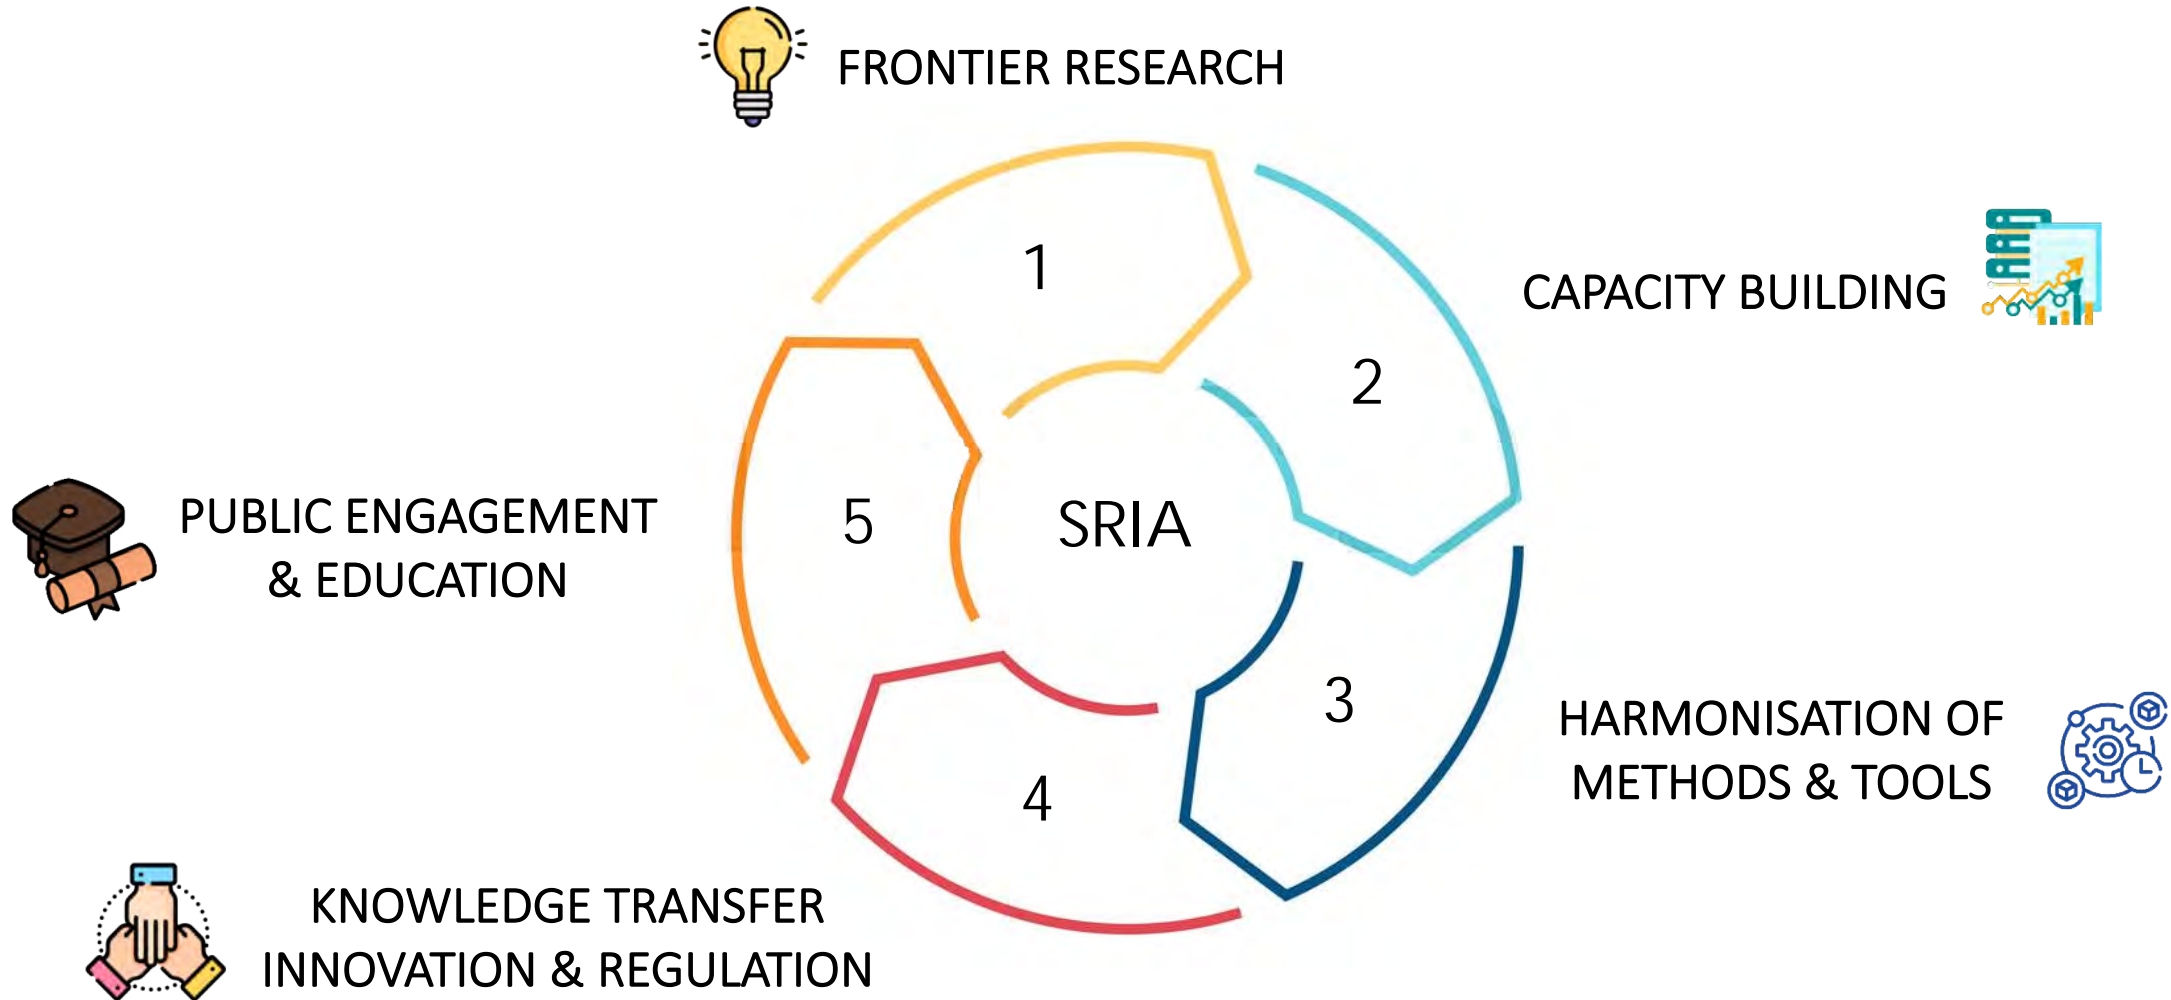 FRONTIER RESEARCH
1
CAPACITY BUILDING
2
PUBLIC ENGAGEMENT
& EDUCATION
5
SRIA
3
HARMONISATION OF
METHODS & TOOLS
4
KNOWLEDGE TRANSFER
INNOVATION & REGULATION